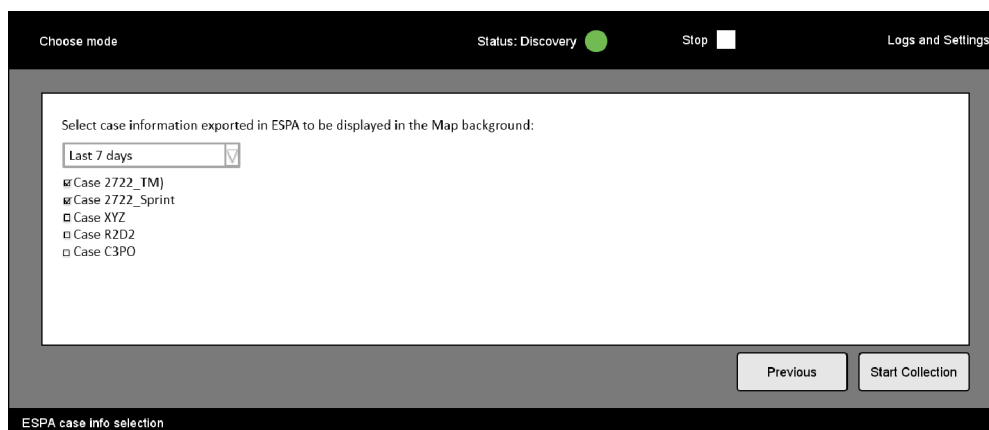 Choose mode
Status: Discovery
Stop
Logs and Settings
Select case information exported in ESPA to be displayed in the Map background:
Last 7 days
Case 2722_TM)
Case 2722_Sprint
Case XYZ
Case R2D2
Case C3PO
Previous
Start Collection
ESPA case info selection